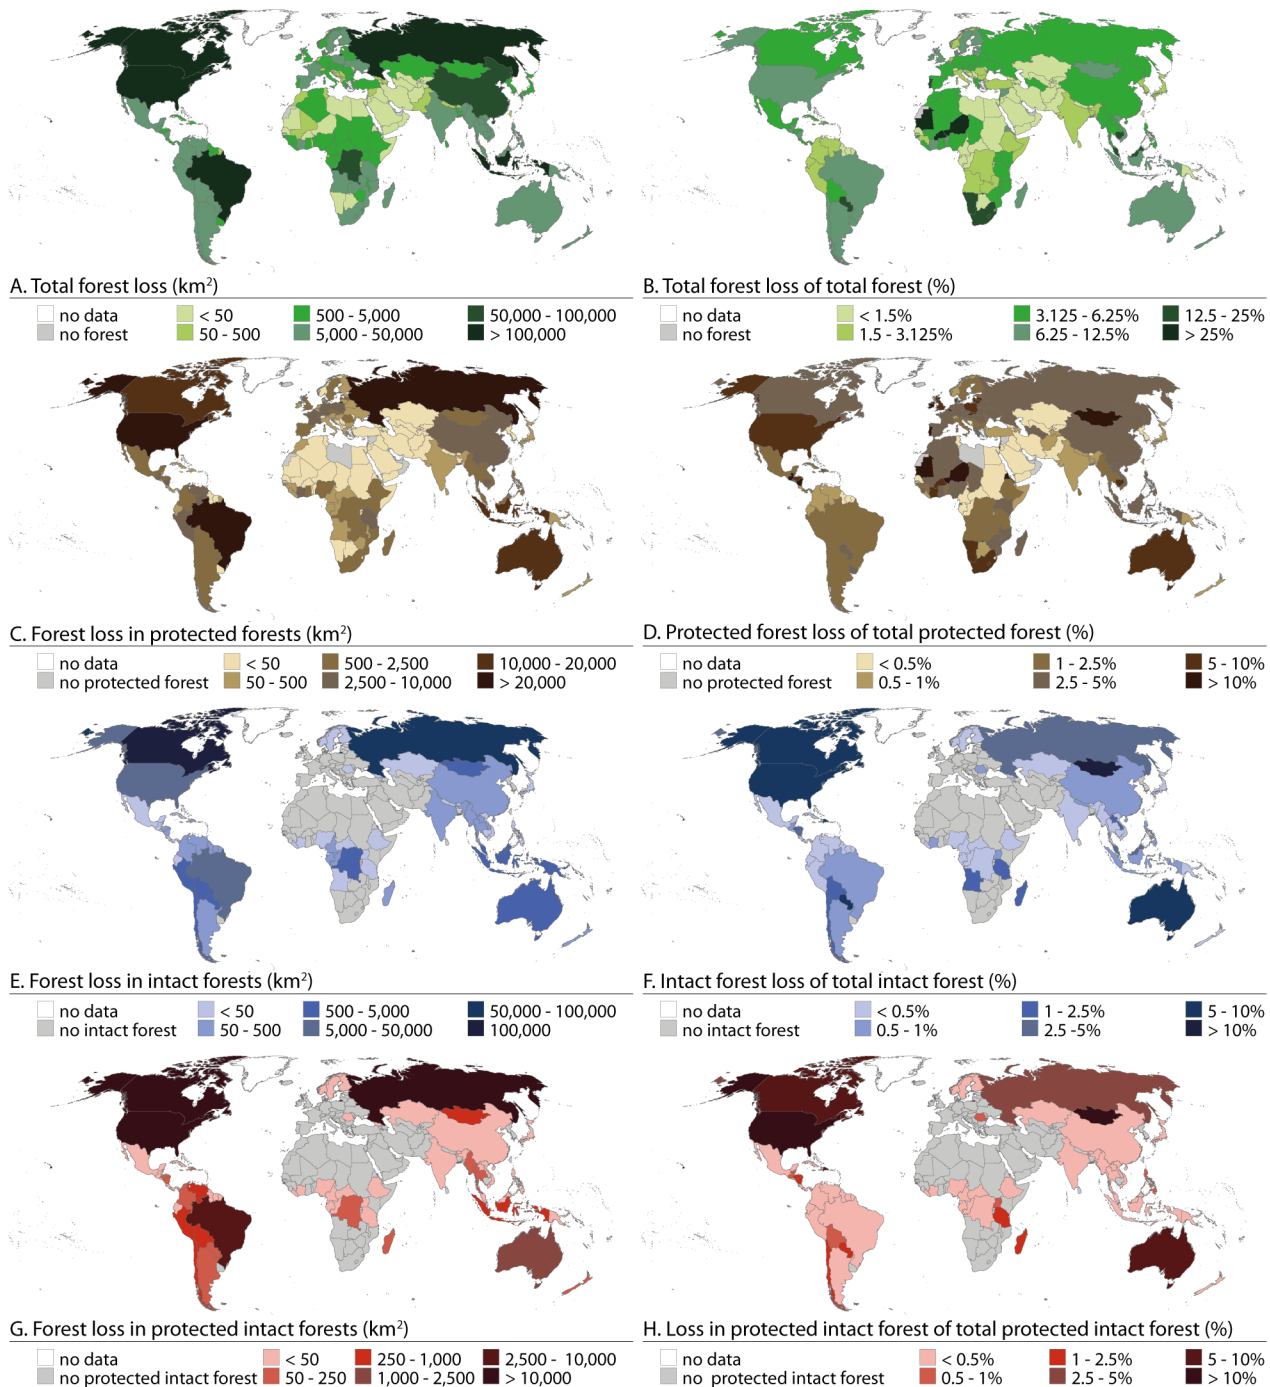 A. Total forest loss (km²)
no data < 50 500 - 5,000 50,000 - 100,000
no forest 50 - 500 5,000 - 50,000 > 100,000
B. Total forest loss of total forest (%)
no data < 1.5% 3.125 - 6.25% 12.5 - 25%
no forest 1.5 - 3.125% 6.25 - 12.5% > 25%
C. Forest loss in protected forests (km²)
no data < 50 500 - 2,500 10,000 - 20,000
no protected forest 50 - 500 2,500 - 10,000 > 20,000
D. Protected forest loss of total protected forest (%)
no data < 0.5% 1 - 2.5% 5 - 10%
no protected forest 0.5 - 1% 2.5 - 5% > 10%
E. Forest loss in intact forests (km²)
no data < 50 500 - 5,000 50,000 - 100,000
no intact forest 50 - 500 5,000 - 50,000 100,000
F. Intact forest loss of total intact forest (%)
no data < 0.5% 1 - 2.5% 5 - 10%
no intact forest 0.5 - 1% 2.5 -5% > 10%
G. Forest loss in protected intact forests (km²)
no data < 50 250 - 1,000 2,500 - 10,000
no protected intact forest 50 - 250 1,000 - 2,500 > 10,000
H. Loss in protected intact forest of total protected intact forest (%)
no data < 0.5% 1 - 2.5% 5 - 10%
no protected intact forest 0.5 - 1% 2.5 - 5% > 10%